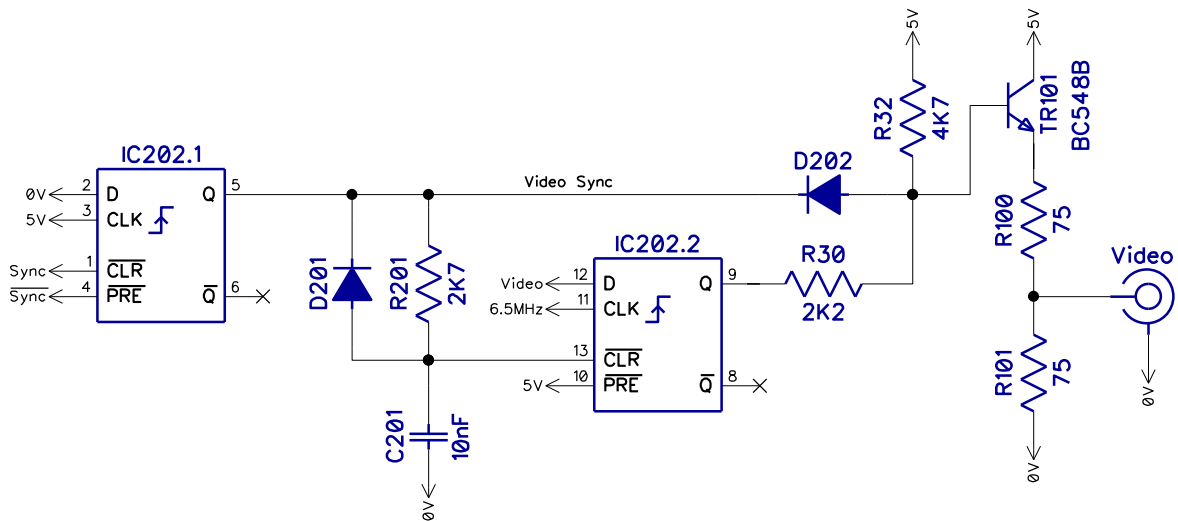 5V
5V
R32
4K7
TR101
BC548B
IC202.1
2
D
Q
5
0V
3
CLK
5V
1
CLR
Sync
4
PRE
Sync
Q
6
Video Sync
D202
D201
R201
2K7
IC202.2
12
D
Q
9
Video
11
CLK
6.5MHz
13
CLR
10
PRE
5V
Q
8
R30
2K2
R100
75
Video
R101
75
0V
0V
C201
10nF
0V